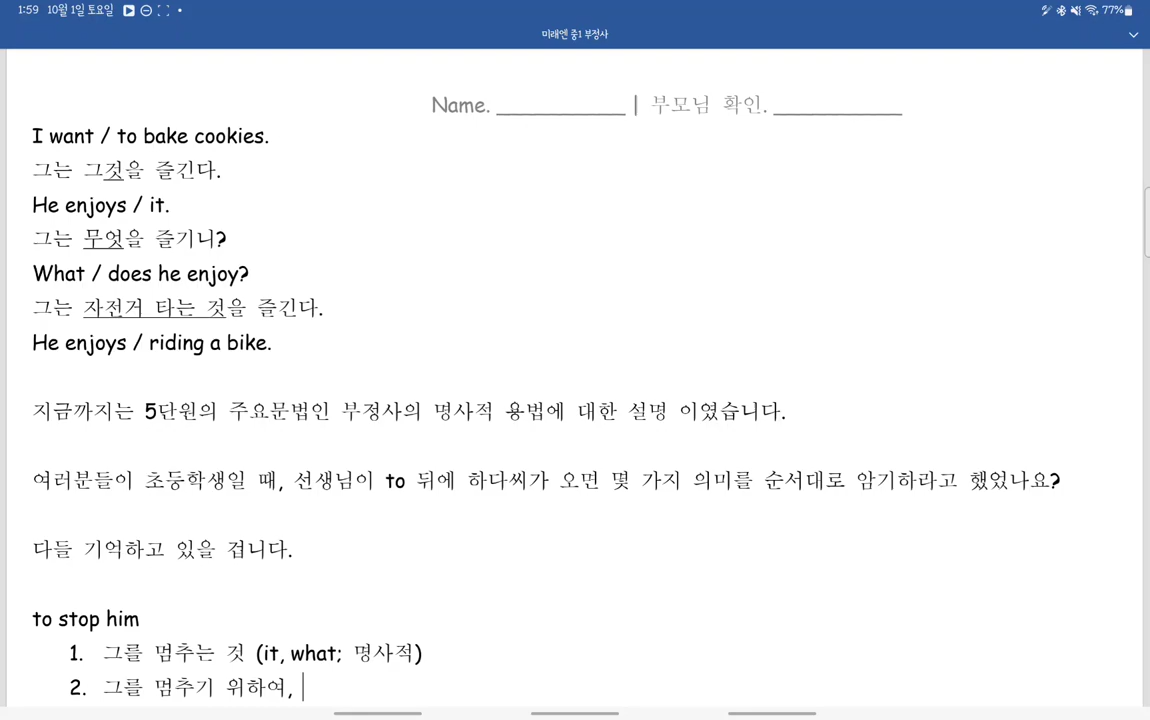 1:59 10월 1일 토요일
77%
미래엔 중1 부정사
Name. ____________ | 부모님 확인. ____________
I want / to bake cookies.
그는 그것을 즐긴다.
He enjoys / it.
그는 무엇을 즐기니?
What / does he enjoy?
그는 자전거 타는 것을 즐긴다.
He enjoys / riding a bike.
지금까지는 5단원의 주요문법인 부정사의 명사적 용법에 대한 설명 이였습니다.
여러분들이 초등학생일 때, 선생님이 to 뒤에 하다씨가 오면 몇 가지 의미를 순서대로 암기하라고 했었나요?
다들 기억하고 있을 겁니다.
to stop him
1. 그를 멈추는 것 (it, what; 명사적)
2. 그를 멈추기 위하여,